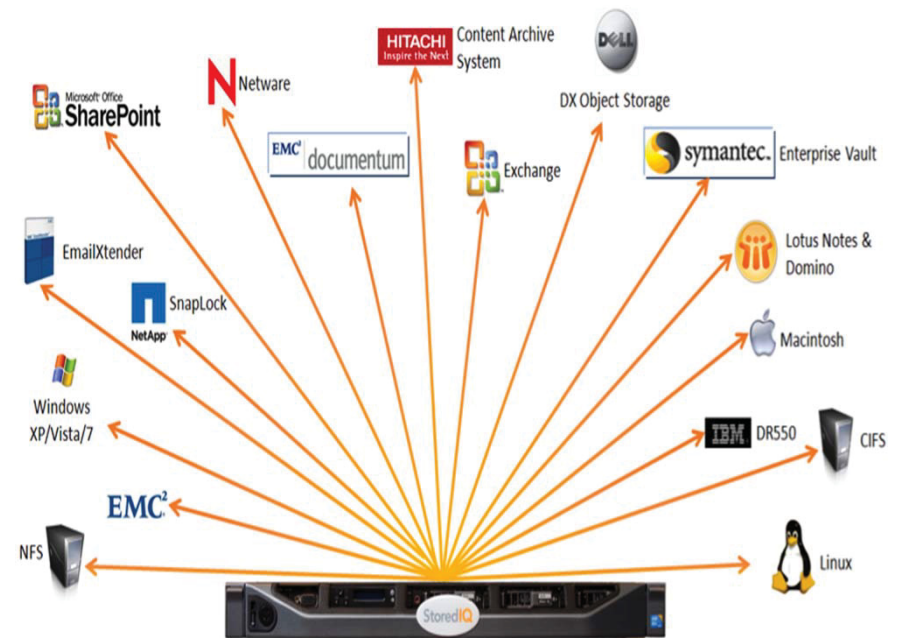 HITACHI
Inspire the Next
Content Archive
System
DELL
DX Object Storage
Microsoft Office
SharePoint
N Netware
EMC² documentum
Exchange
symantec. Enterprise Vault
EmailXtender
Lotus Notes &
Domino
SnapLock
NetApp
Macintosh
Windows
XP/Vista/7
IBM DR550
CIFS
EMC²
NFS
Linux
StoredIQ